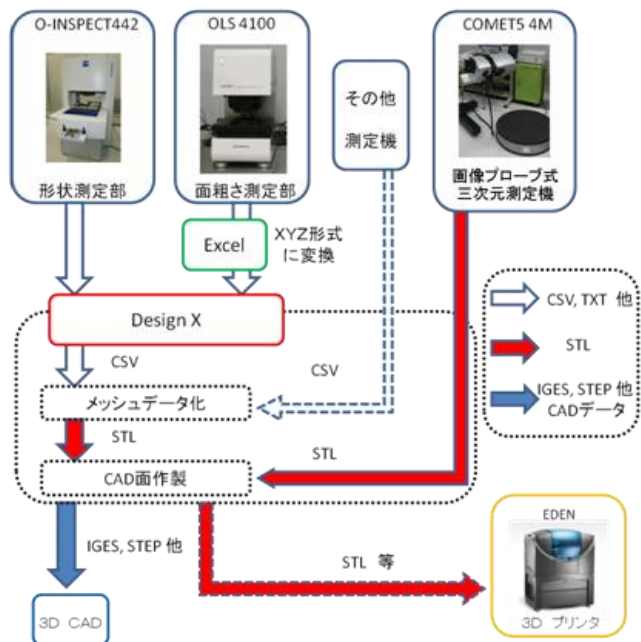 O-INSPECT442
OLS 4100
COMET5 4M
その他
測定機
形状測定部
面粗さ測定部
画像プローブ式
三次元測定機
Excel
XYZ形式
に変換
Design X
CSV, TXT 他
STL
IGES, STEP 他
CADデータ
CSV
CSV
メッシュデータ化
STL
STL
CAD面作製
IGES, STEP 他
STL 等
EDEN
3D プリンタ
3D CAD